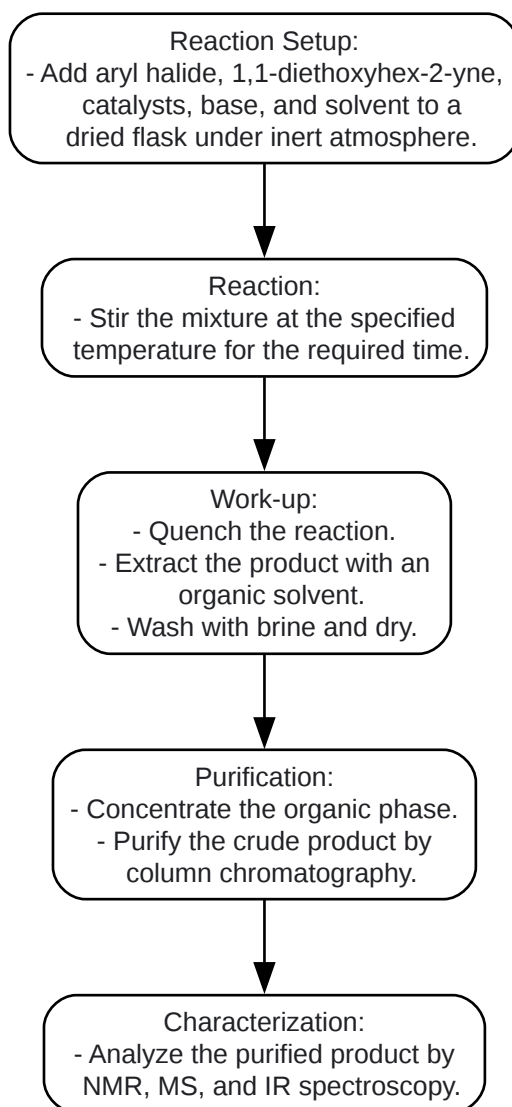 Reaction Setup:
- Add aryl halide, 1,1-diethoxyhex-2-yne,
catalysts, base, and solvent to a
dried flask under inert atmosphere.
Reaction:
- Stir the mixture at the specified
temperature for the required time.
Work-up:
- Quench the reaction.
- Extract the product with an
organic solvent.
- Wash with brine and dry.
Purification:
- Concentrate the organic phase.
- Purify the crude product by
column chromatography.
Characterization:
- Analyze the purified product by
NMR, MS, and IR spectroscopy.